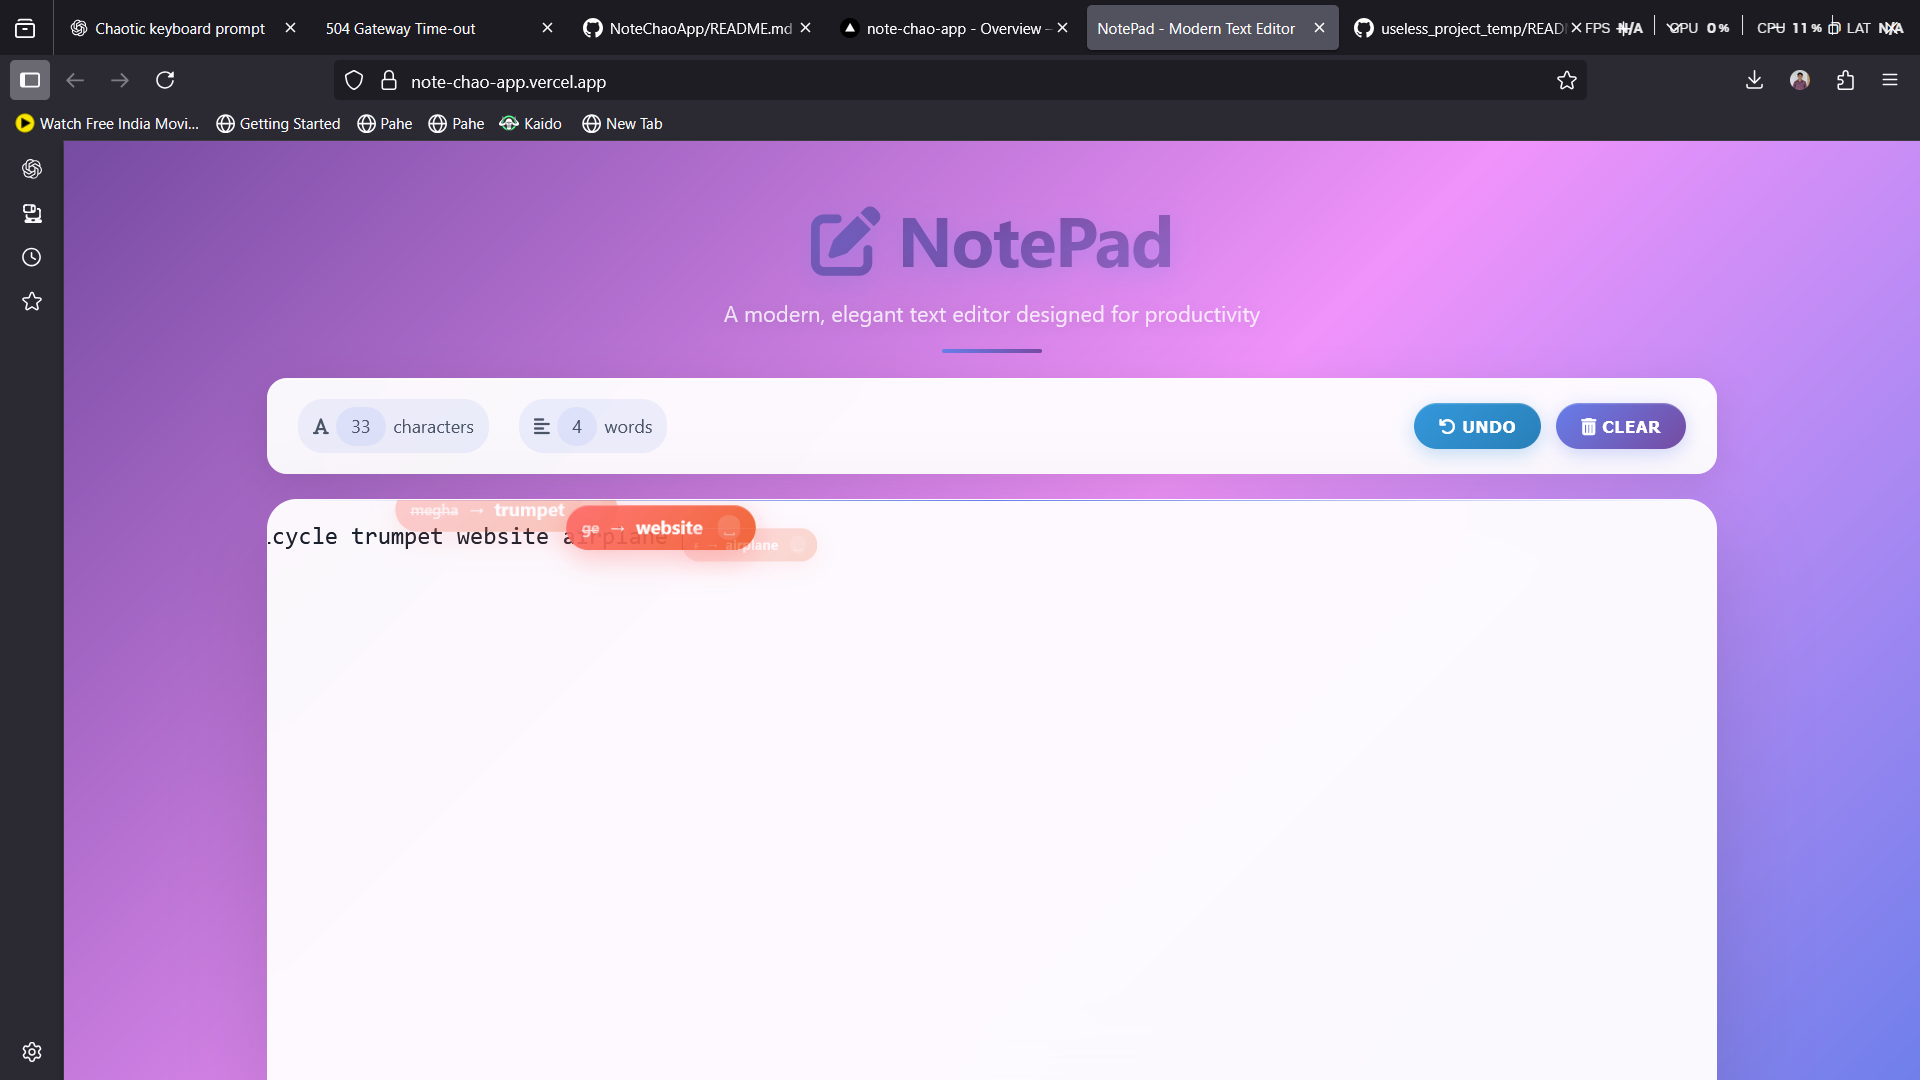 Chaotic keyboard prompt
504 Gateway Time-out
NoteChaoApp/README.md
note-chao-app - Overview –
NotePad - Modern Text Editor
useless_project_temp/READ
FPS N/A
GPU 0 %
CPU 11 %
LAT N/A
note-chao-app.vercel.app
Watch Free India Movi...
Getting Started
Pahe
Pahe
Kaido
New Tab
NotePad
A modern, elegant text editor designed for productivity
33 characters
4 words
UNDO
CLEAR
megha → trumpet
ge → website
→ airplane
cycle trumpet website airplane